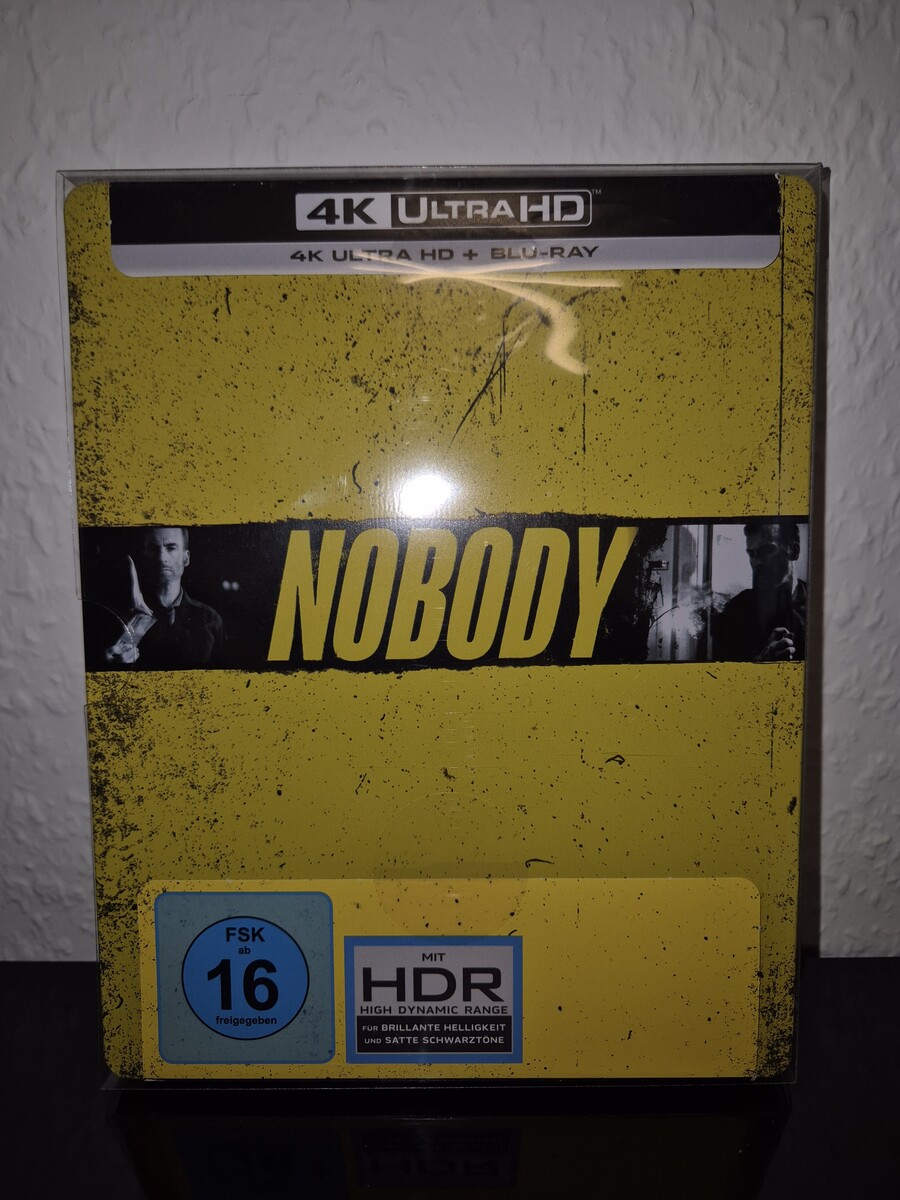 4K ULTRA HD™
4K ULTRA HD + BLU-RAY
NOBODY
FSK
ab
16
freigegeben
MIT
HDR
HIGH DYNAMIC RANGE
FÜR BRILLANTE HELLIGKEIT
UND SATTE SCHWARZTÖNE